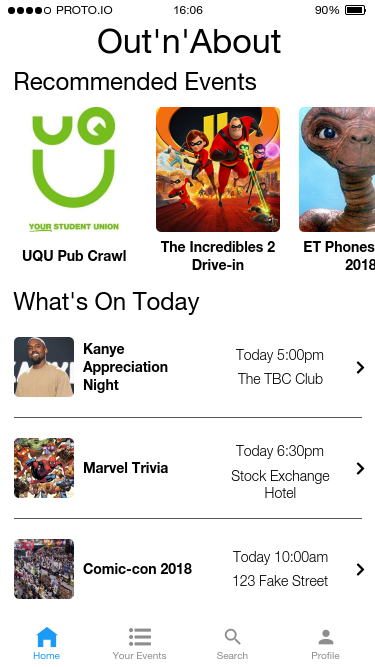 PROTO.IO 16:06 90%
Out'n'About
Recommended Events
UQ
YOUR STUDENT UNION
UQU Pub Crawl
The Incredibles 2
Drive-in
ET Phones
2018
What's On Today
Kanye
Appreciation
Night
Today 5:00pm
The TBC Club
Marvel Trivia
Today 6:30pm
Stock Exchange
Hotel
Comic-con 2018
Today 10:00am
123 Fake Street
Home Your Events Search Profile